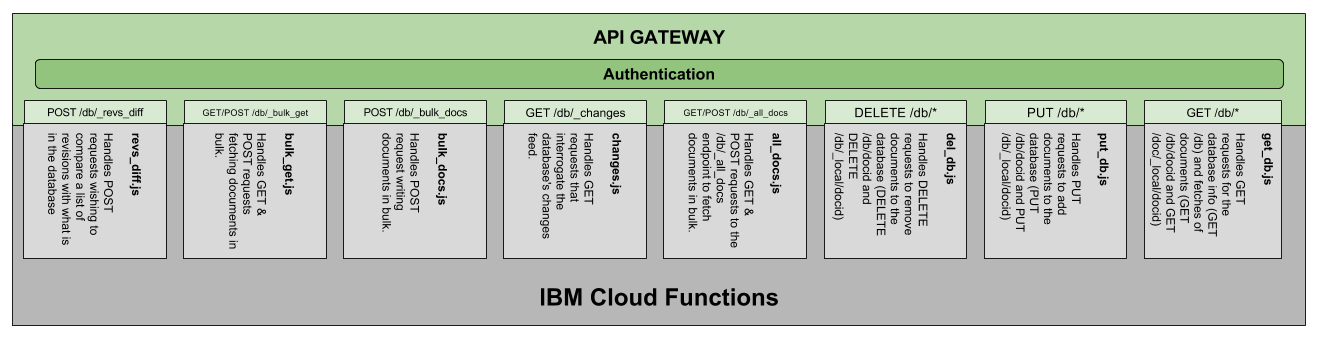 API GATEWAY
Authentication
POST /db/_revs_diff
revs_diff.js
Handles POST
requests wishing to
compare a list of
revisions with what is
in the database
GET/POST /db/_bulk_get
bulk_get.js
Handles GET &
POST requests
fetching documents in
bulk.
POST /db/_bulk_docs
bulk_docs.js
Handles POST
request writing
documents in bulk.
GET /db/_changes
changes.js
Handles GET
requests that
interrogate the
database's changes
feed.
GET/POST /db/_all_docs
all_docs.js
Handles GET &
POST requests to the
/db/_all_docs
endpoint to fetch
documents in bulk.
DELETE /db/*
del_db.js
Handles DELETE
requests to remove
documents to the
database (DELETE
/db/docid and
DELETE
/db/_local/docid)
PUT /db/*
put_db.js
Handles PUT
requests to add
documents to the
database (PUT
/db/docid and PUT
/db/_local/docid)
GET /db/*
get_db.js
Handles GET
requests for the
database info (GET
/db) and fetches of
documents (GET
/db/docid and GET
/doc/_local/docid)
IBM Cloud Functions